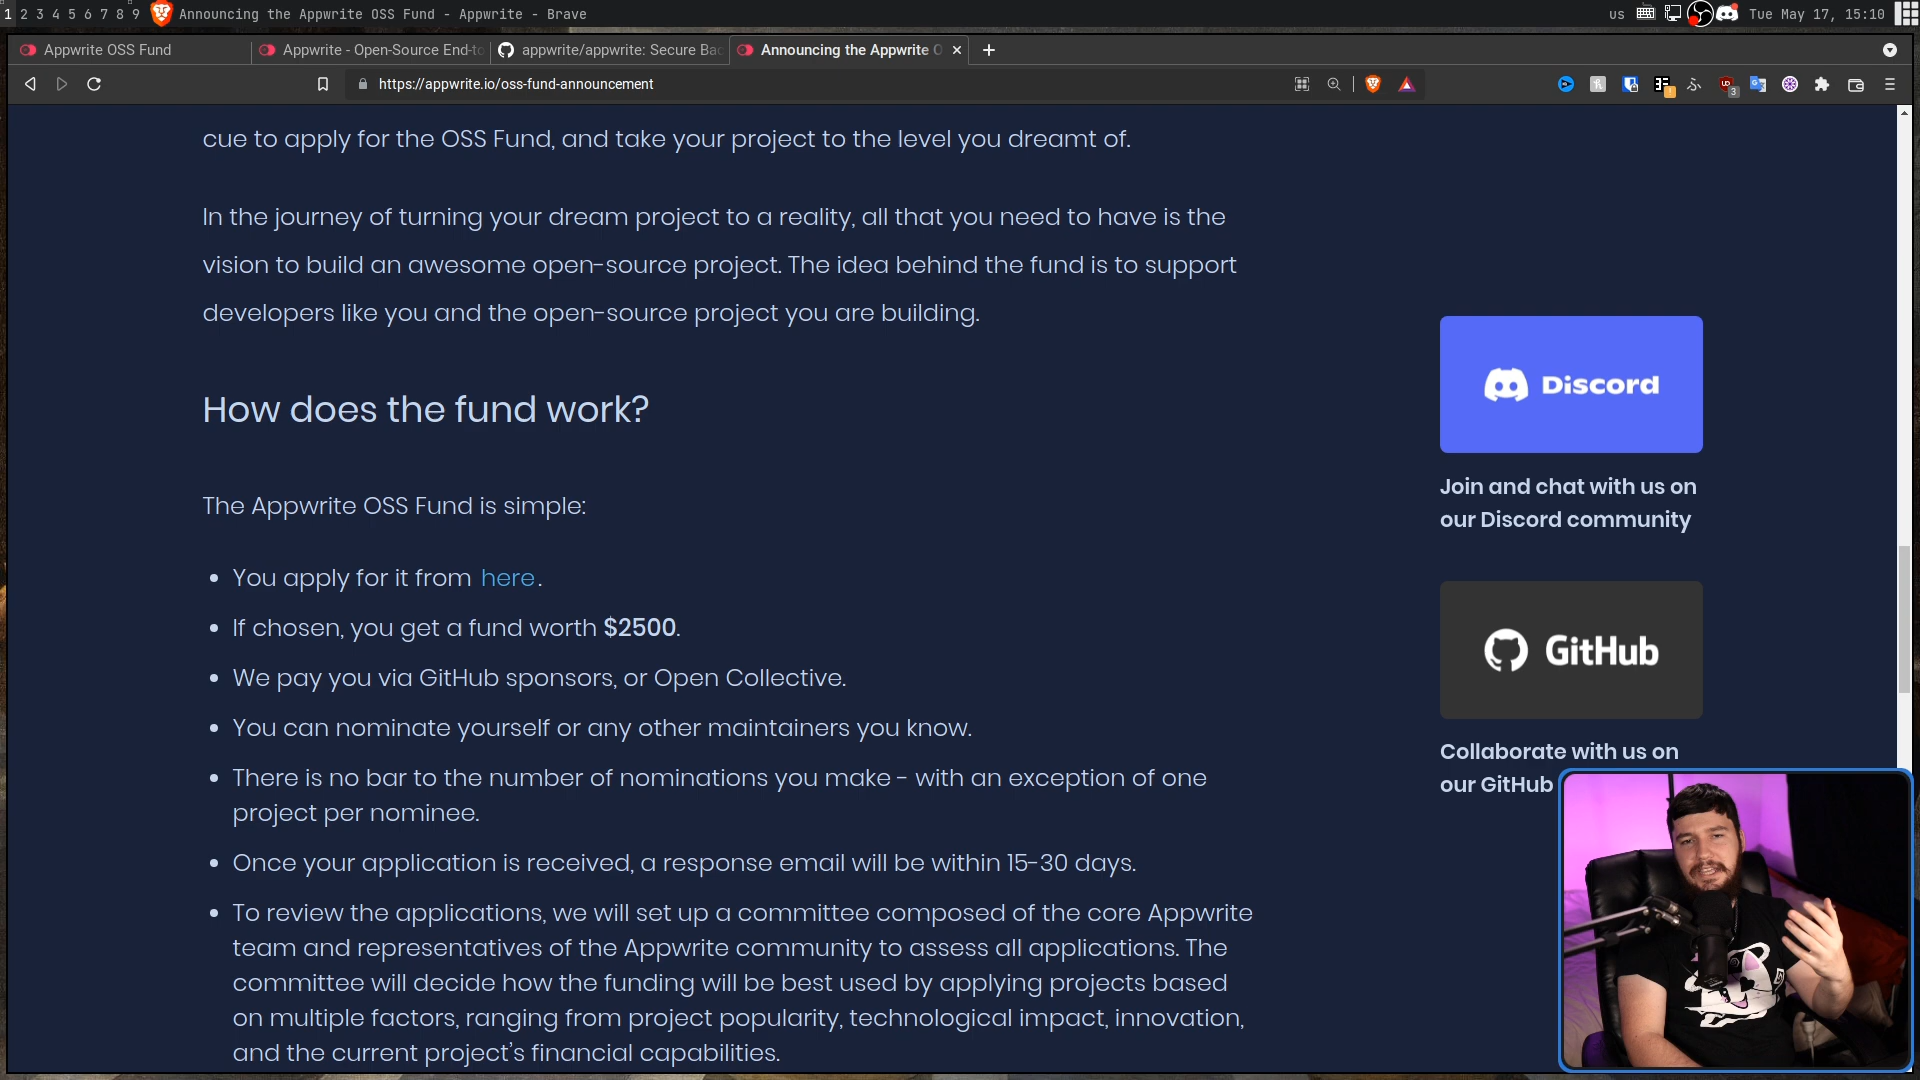 1 2 3 4 5 6 7 8 9 Announcing the Appwrite OSS Fund - Appwrite - Brave us Tue May 17, 15:10
Appwrite OSS Fund Appwrite - Open-Source End-to appwrite/appwrite: Secure Bac Announcing the Appwrite O
https://appwrite.io/oss-fund-announcement
cue to apply for the OSS Fund, and take your project to the level you dreamt of.
In the journey of turning your dream project to a reality, all that you need to have is the
vision to build an awesome open-source project. The idea behind the fund is to support
developers like you and the open-source project you are building.
How does the fund work?
The Appwrite OSS Fund is simple:
• You apply for it from here.
• If chosen, you get a fund worth $2500.
• We pay you via GitHub sponsors, or Open Collective.
• You can nominate yourself or any other maintainers you know.
• There is no bar to the number of nominations you make - with an exception of one
project per nominee.
• Once your application is received, a response email will be within 15-30 days.
• To review the applications, we will set up a committee composed of the core Appwrite
team and representatives of the Appwrite community to assess all applications. The
committee will decide how the funding will be best used by applying projects based
on multiple factors, ranging from project popularity, technological impact, innovation,
and the current project's financial capabilities.
Discord
Join and chat with us on
our Discord community
GitHub
Collaborate with us on
our GitHub